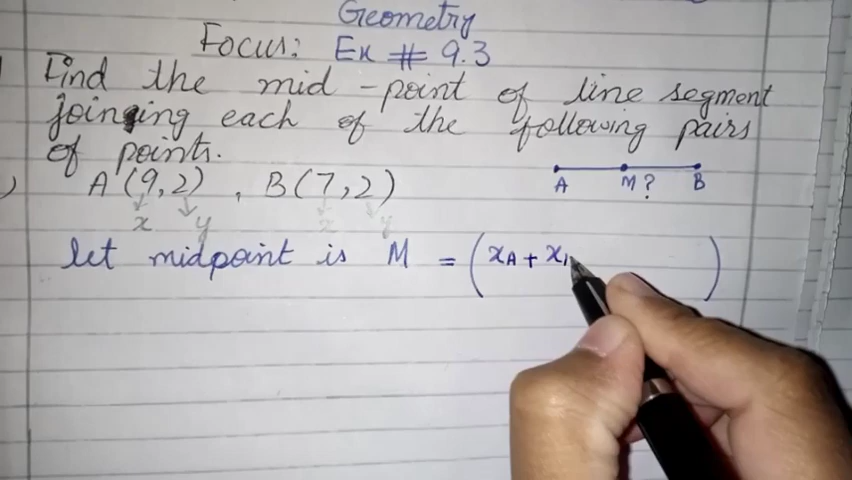 Geometry
Focus: Ex # 9.3
Find the mid-point of line segment
joining each of the following pairs
of points.
) A (9,2) , B (7,2)
x y x y
A M? B
let midpoint is M = ( xA + x
)